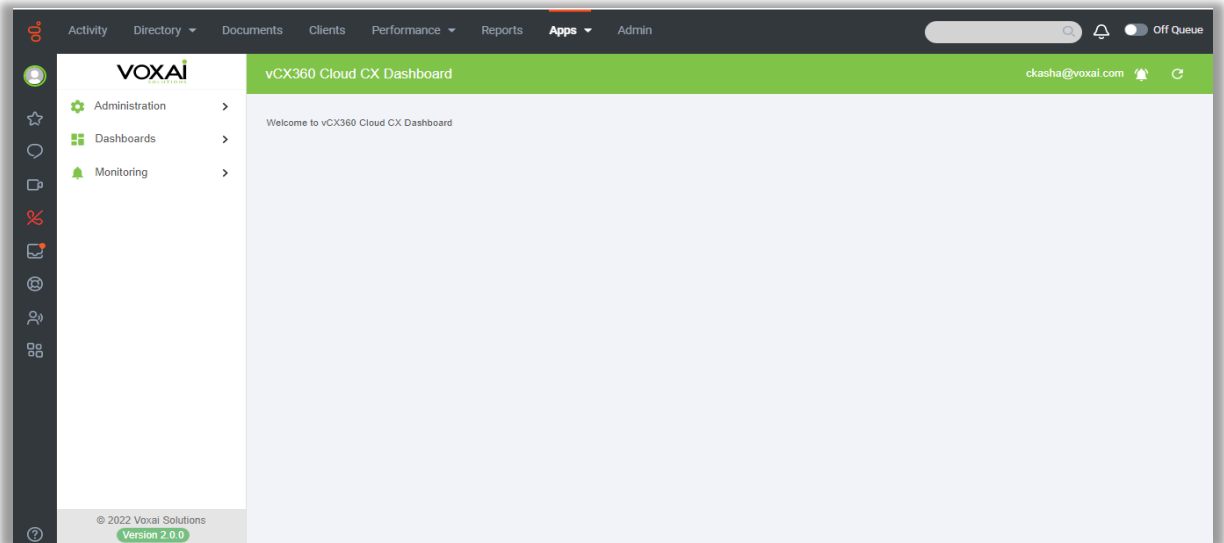 Activity Directory Documents Clients Performance Reports Apps Admin Off Queue
VOXAI
SOLUTIONS
vCX360 Cloud CX Dashboard ckasha@voxai.com
Administration
Dashboards
Monitoring
Welcome to vCX360 Cloud CX Dashboard
© 2022 Voxai Solutions
Version 2.0.0